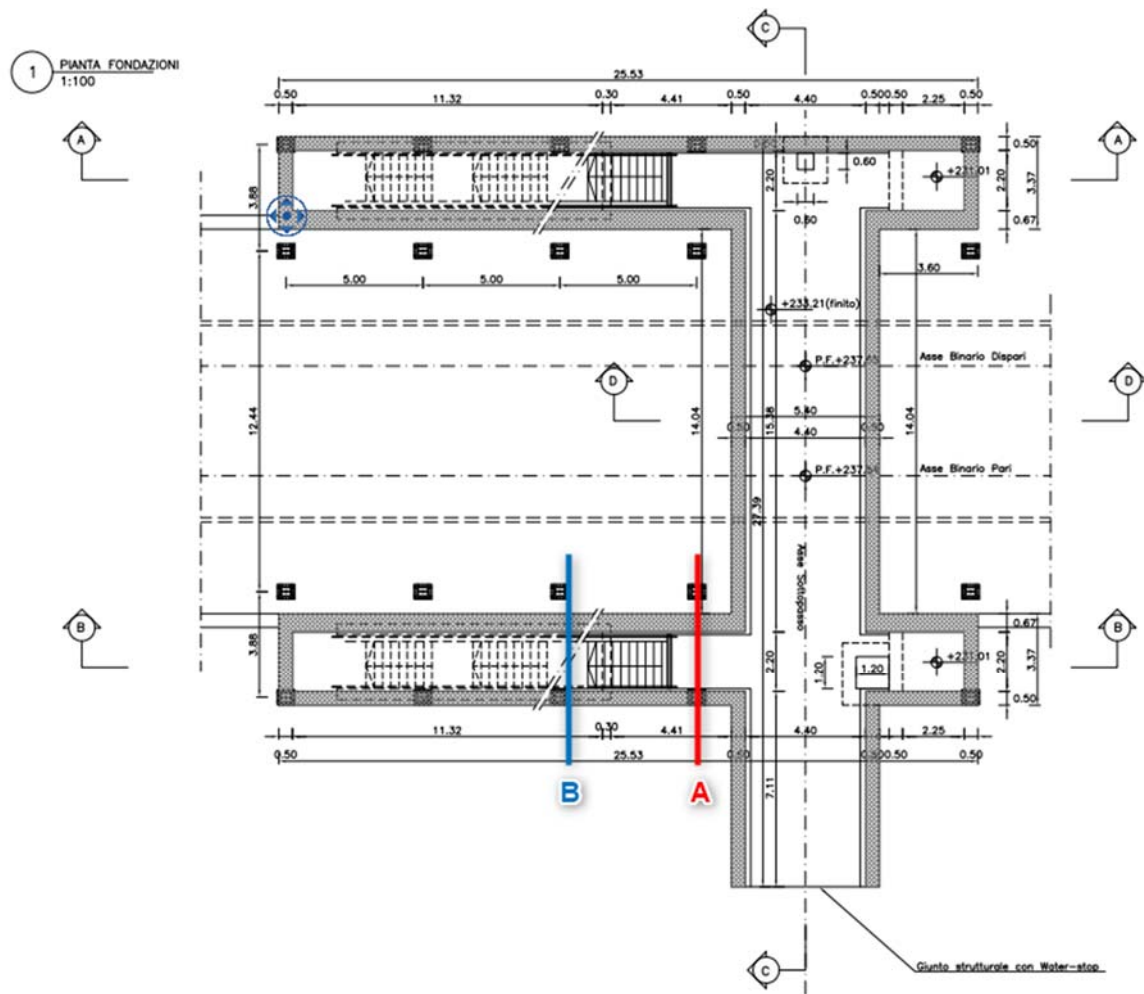 C
1 PIANTA FONDAZIONI
1:100
25.53
0.50 11.32 0.30 4.41 0.50 4.40 0.50 0.50 2.25 0.50
A A
0.50
2.20
3.37
0.67
+231.01
0.60
0.60
2.20
3.88
5.00 5.00 5.00
3.60
+233.21(finito)
Asse Binario Dispari
D D
12.44
14.04
15.38
5.40
0.50 0.50
4.40
14.04
Asse Binario Pari
27.39
Asse Sottopasso
B B
3.88
0.67
2.20
3.37
0.50
+231.01
1.20
1.20
2.20
11.32 0.30 4.41 4.40 2.25
0.50 25.53 0.50 0.50 0.50 0.50
7.11
B A
C
Giunto strutturale con Water-stop